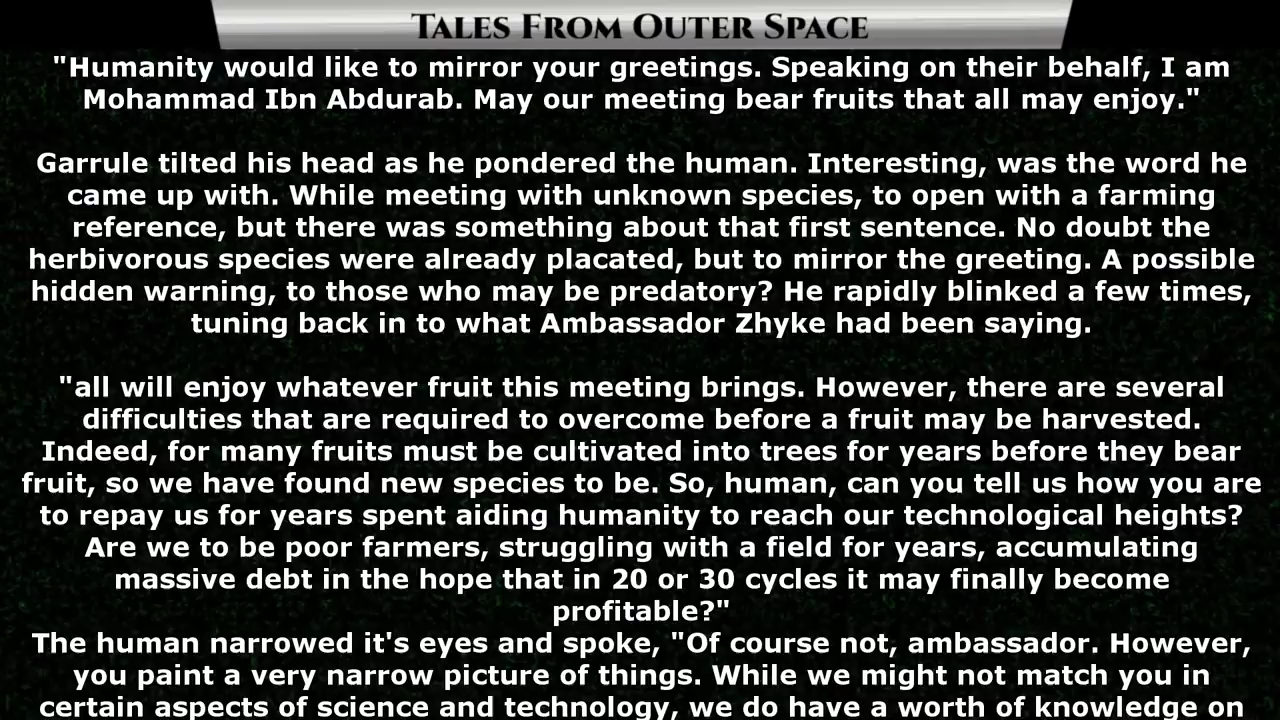 Tales From Outer Space
"Humanity would like to mirror your greetings. Speaking on their behalf, I am
Mohammad Ibn Abdurab. May our meeting bear fruits that all may enjoy."
Garrule tilted his head as he pondered the human. Interesting, was the word he
came up with. While meeting with unknown species, to open with a farming
reference, but there was something about that first sentence. No doubt the
herbivorous species were already placated, but to mirror the greeting. A possible
hidden warning, to those who may be predatory? He rapidly blinked a few times,
tuning back in to what Ambassador Zhyke had been saying.
"all will enjoy whatever fruit this meeting brings. However, there are several
difficulties that are required to overcome before a fruit may be harvested.
Indeed, for many fruits must be cultivated into trees for years before they bear
fruit, so we have found new species to be. So, human, can you tell us how you are
to repay us for years spent aiding humanity to reach our technological heights?
Are we to be poor farmers, struggling with a field for years, accumulating
massive debt in the hope that in 20 or 30 cycles it may finally become
profitable?"
The human narrowed it's eyes and spoke, "Of course not, ambassador. However,
you paint a very narrow picture of things. While we might not match you in
certain aspects of science and technology, we do have a worth of knowledge on